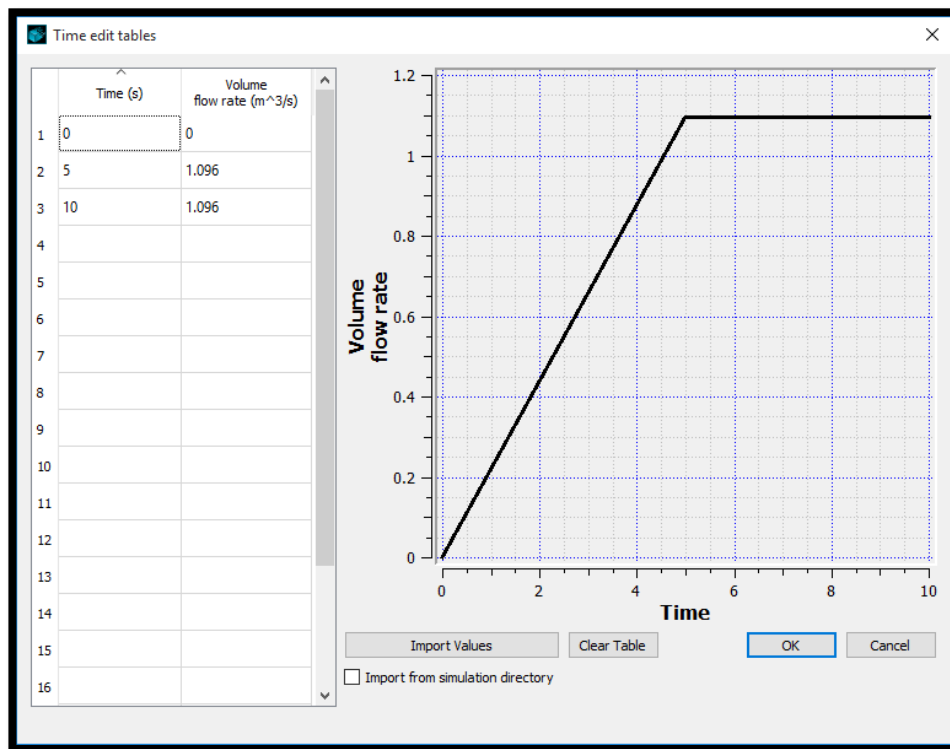 Time edit tables
Time (s)
Volume
flow rate (m^3/s)
1 0 0
2 5 1.096
3 10 1.096
4
5
6
7
8
9
10
11
12
13
14
15
16
1.2
1
0.8
0.6
0.4
0.2
0
Volume
flow rate
0 2 4 6 8 10
Time
Import Values Clear Table OK Cancel
Import from simulation directory